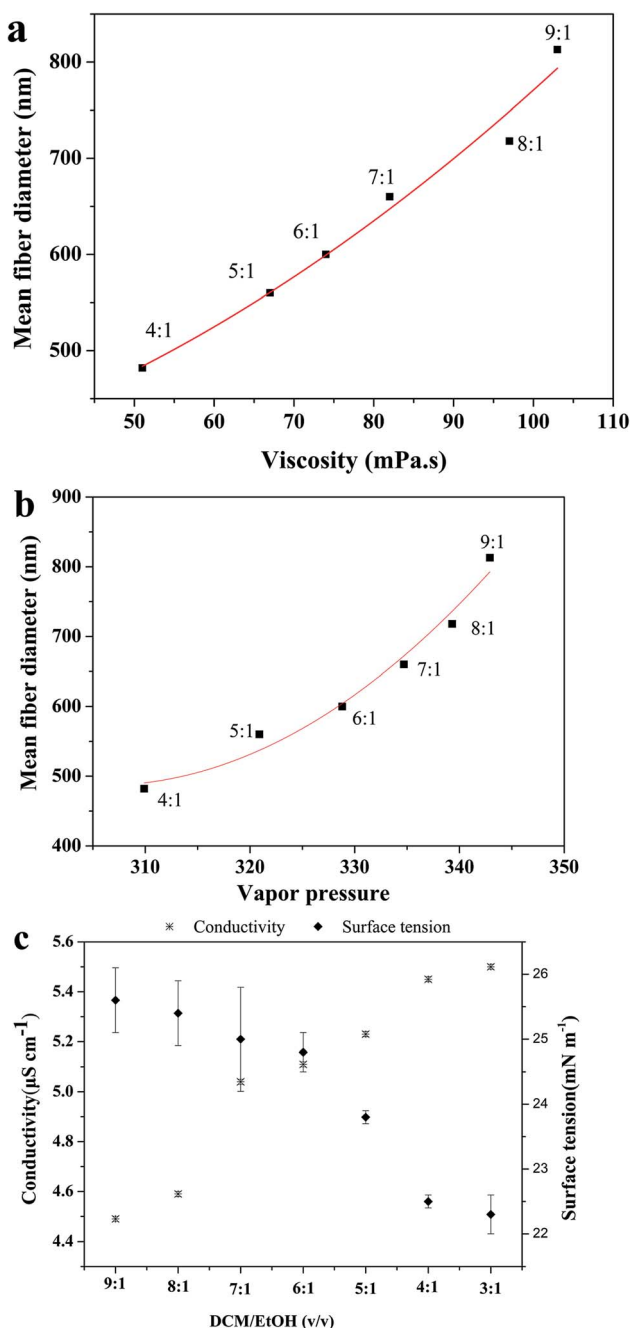 a
Mean fiber diameter (nm)
800
700
600
500
9:1
8:1
7:1
6:1
5:1
4:1
50 60 70 80 90 100 110
Viscosity (mPa.s)
b
Mean fiber diameter (nm)
900
800
700
600
500
400
9:1
8:1
7:1
6:1
5:1
4:1
310 320 330 340 350
Vapor pressure
c
Conductivity Surface tension
Conductivity(μS cm-1)
5.6
5.4
5.2
5.0
4.8
4.6
4.4
26
25
24
23
22
Surface tension(mN m-1)
9:1 8:1 7:1 6:1 5:1 4:1 3:1
DCM/EtOH (v/v)